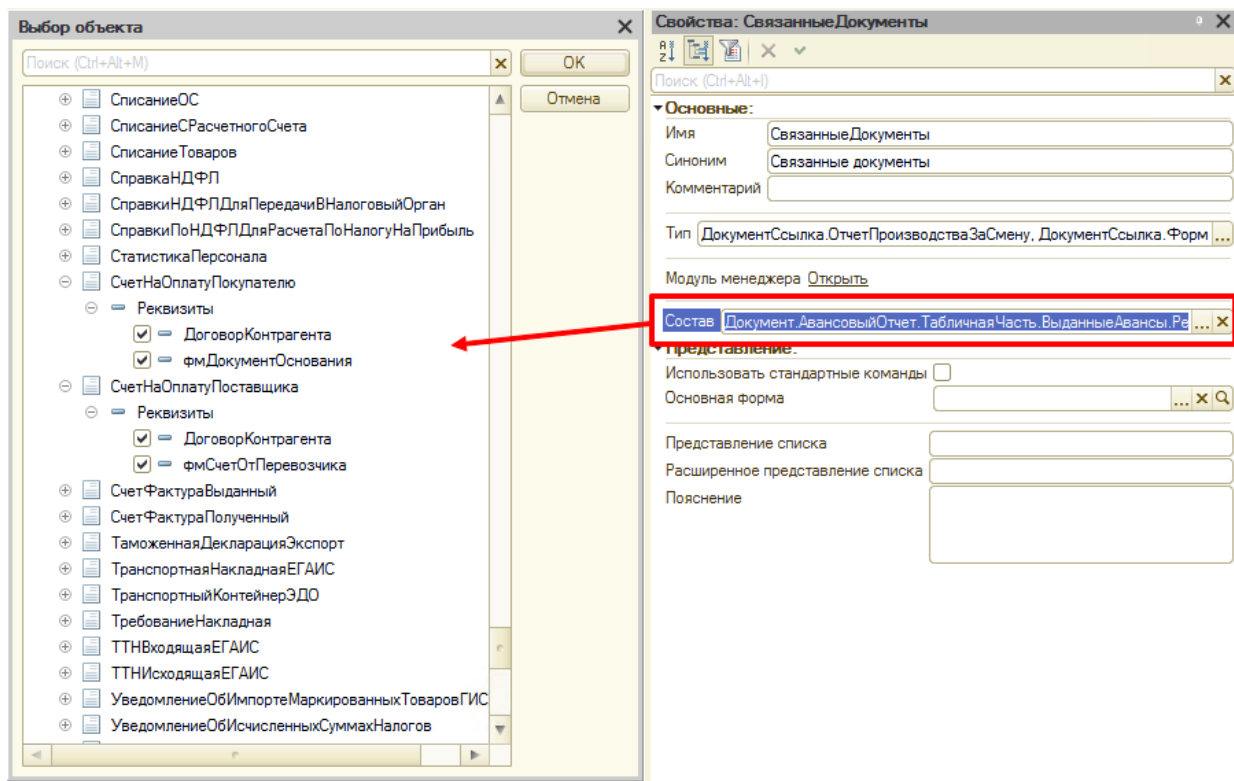 Выбор объекта
Поиск (Ctrl+Alt+M)
OK
Отмена
СписаниеОС
СписаниеСРасчетногоСчета
СписаниеТоваров
СправкаНДФЛ
СправкиНДФЛДляПередачиВНалоговыйОрган
СправкиПоНДФЛДляРасчетаПоНалогуНаПрибыль
СтатистикаПерсонала
СчетНаОплатуПокупателю
Реквизиты
ДоговорКонтрагента
фмДокументОснования
СчетНаОплатуПоставщика
Реквизиты
ДоговорКонтрагента
фмСчетОтПеревозчика
СчетФактураВыданный
СчетФактураПолученный
ТаможеннаяДекларацияЭкспорт
ТранспортнаяНакладнаяЕГАИС
ТранспортныйКонтейнерЭДО
ТребованиеНакладная
ТТНВходящаяЕГАИС
ТТНИсходящаяЕГАИС
УведомлениеОбИмпортеМаркированныхТоваровГИС
УведомлениеОбИсчисленныхСуммахНалогов
Свойства: СвязанныеДокументы
Поиск (Ctrl+Alt+I)
Основные:
Имя СвязанныеДокументы
Синоним Связанные документы
Комментарий
Тип ДокументСсылка.ОтчетПроизводстваЗаСмену, ДокументСсылка.Форм ...
Модуль менеджера Открыть
Состав Документ.АвансовыйОтчет.ТабличнаяЧасть.ВыданныеАвансы.Ре ...
Представление:
Использовать стандартные команды
Основная форма ...
Представление списка
Расширенное представление списка
Пояснение